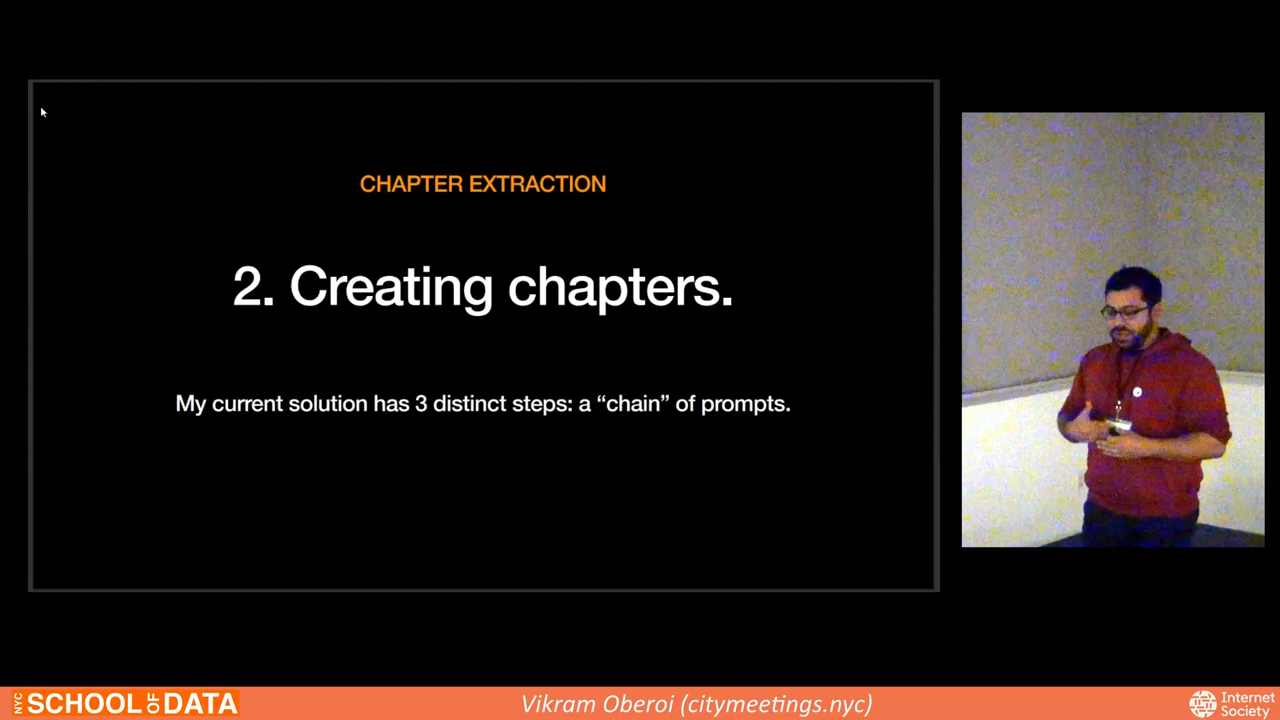 CHAPTER EXTRACTION
2. Creating chapters.
My current solution has 3 distinct steps: a “chain” of prompts.
NYC SCHOOL OF DATA
Vikram Oberoi (citymeetings.nyc)
Internet
Society